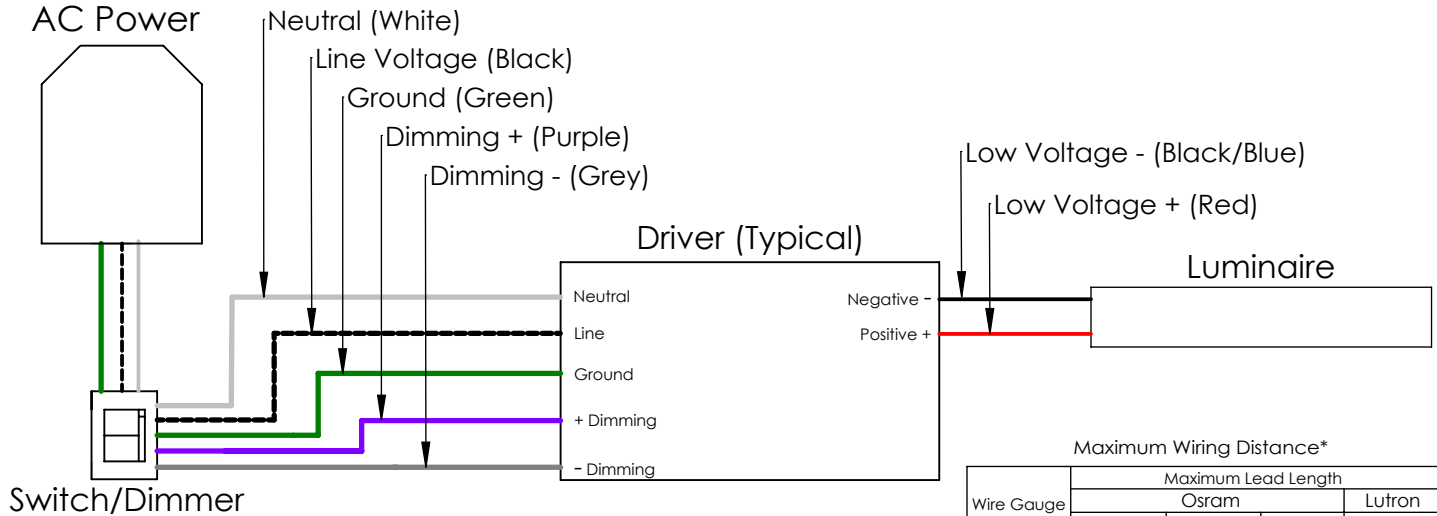 AC Power
Neutral (White)
Line Voltage (Black)
Ground (Green)
Dimming + (Purple)
Dimming - (Grey)
Low Voltage - (Black/Blue)
Low Voltage + (Red)
Driver (Typical)
Luminaire
Neutral
Negative -
Line
Positive +
Ground
+ Dimming
- Dimming
Switch/Dimmer
Maximum Wiring Distance*
Maximum Lead Length
Wire Gauge
Osram
Lutron